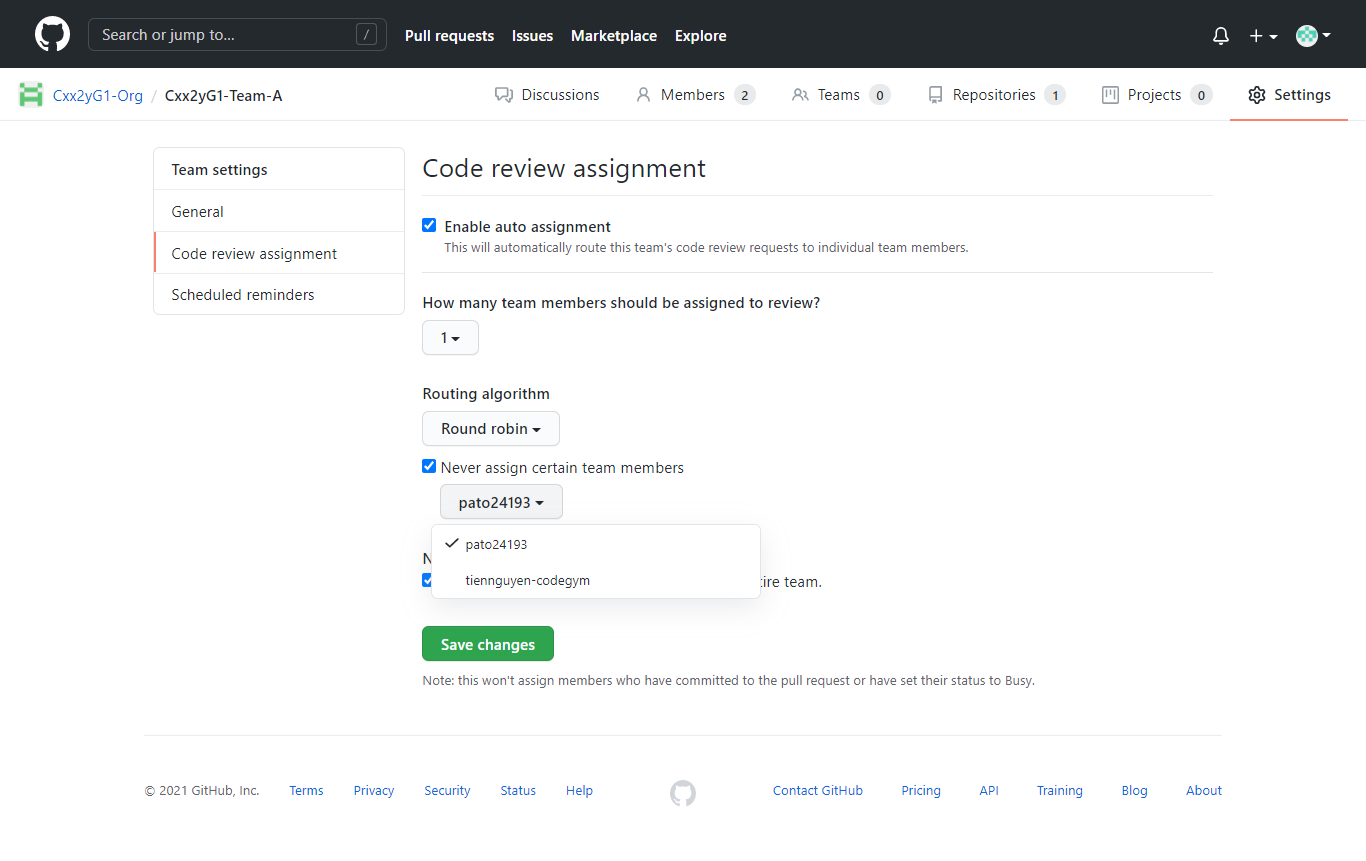 Search or jump to... /
Pull requests Issues Marketplace Explore
Cxx2yG1-Org / Cxx2yG1-Team-A
Discussions Members 2 Teams 0 Repositories 1 Projects 0 Settings
Team settings
General
Code review assignment
Scheduled reminders
Code review assignment
Enable auto assignment
This will automatically route this team's code review requests to individual team members.
How many team members should be assigned to review?
1
Routing algorithm
Round robin
Never assign certain team members
pato24193
pato24193
tiennguyen-codegym
team.
Save changes
Note: this won't assign members who have committed to the pull request or have set their status to Busy.
© 2021 GitHub, Inc. Terms Privacy Security Status Help Contact GitHub Pricing API Training Blog About